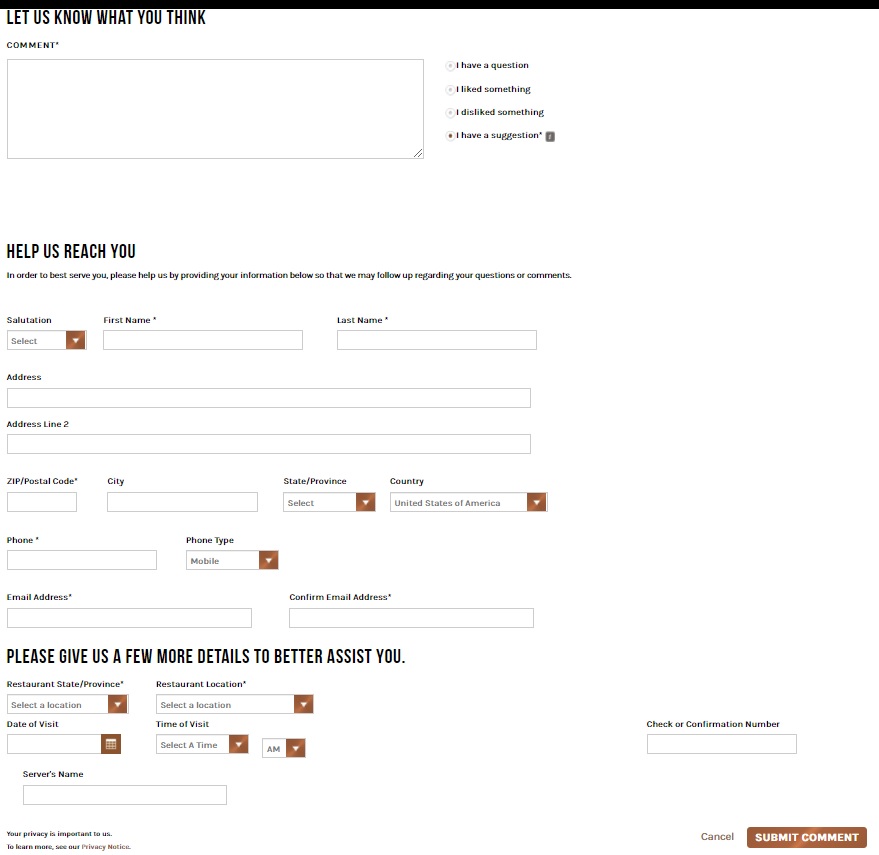 LET US KNOW WHAT YOU THINK
COMMENT*
I have a question
I liked something
I disliked something
I have a suggestion* i
HELP US REACH YOU
In order to best serve you, please help us by providing your information below so that we may follow up regarding your questions or comments.
Salutation First Name * Last Name *
Select
Address
Address Line 2
ZIP/Postal Code* City State/Province Country
Select United States of America
Phone * Phone Type
Mobile
Email Address* Confirm Email Address*
PLEASE GIVE US A FEW MORE DETAILS TO BETTER ASSIST YOU.
Restaurant State/Province* Restaurant Location*
Select a location Select a location
Date of Visit Time of Visit Check or Confirmation Number
Select A Time AM
Server's Name
Your privacy is important to us.
To learn more, see our Privacy Notice.
Cancel SUBMIT COMMENT